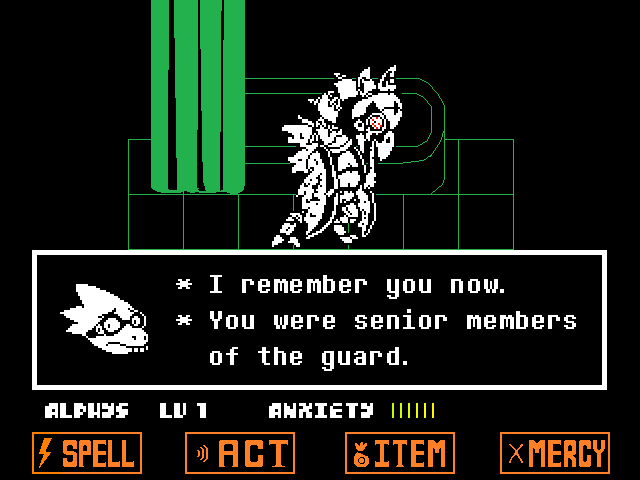 * I remember you now.
* You were senior members
of the guard.
ALPHYS LV 1 ANXIETY
SPELL ACT ITEM MERCY